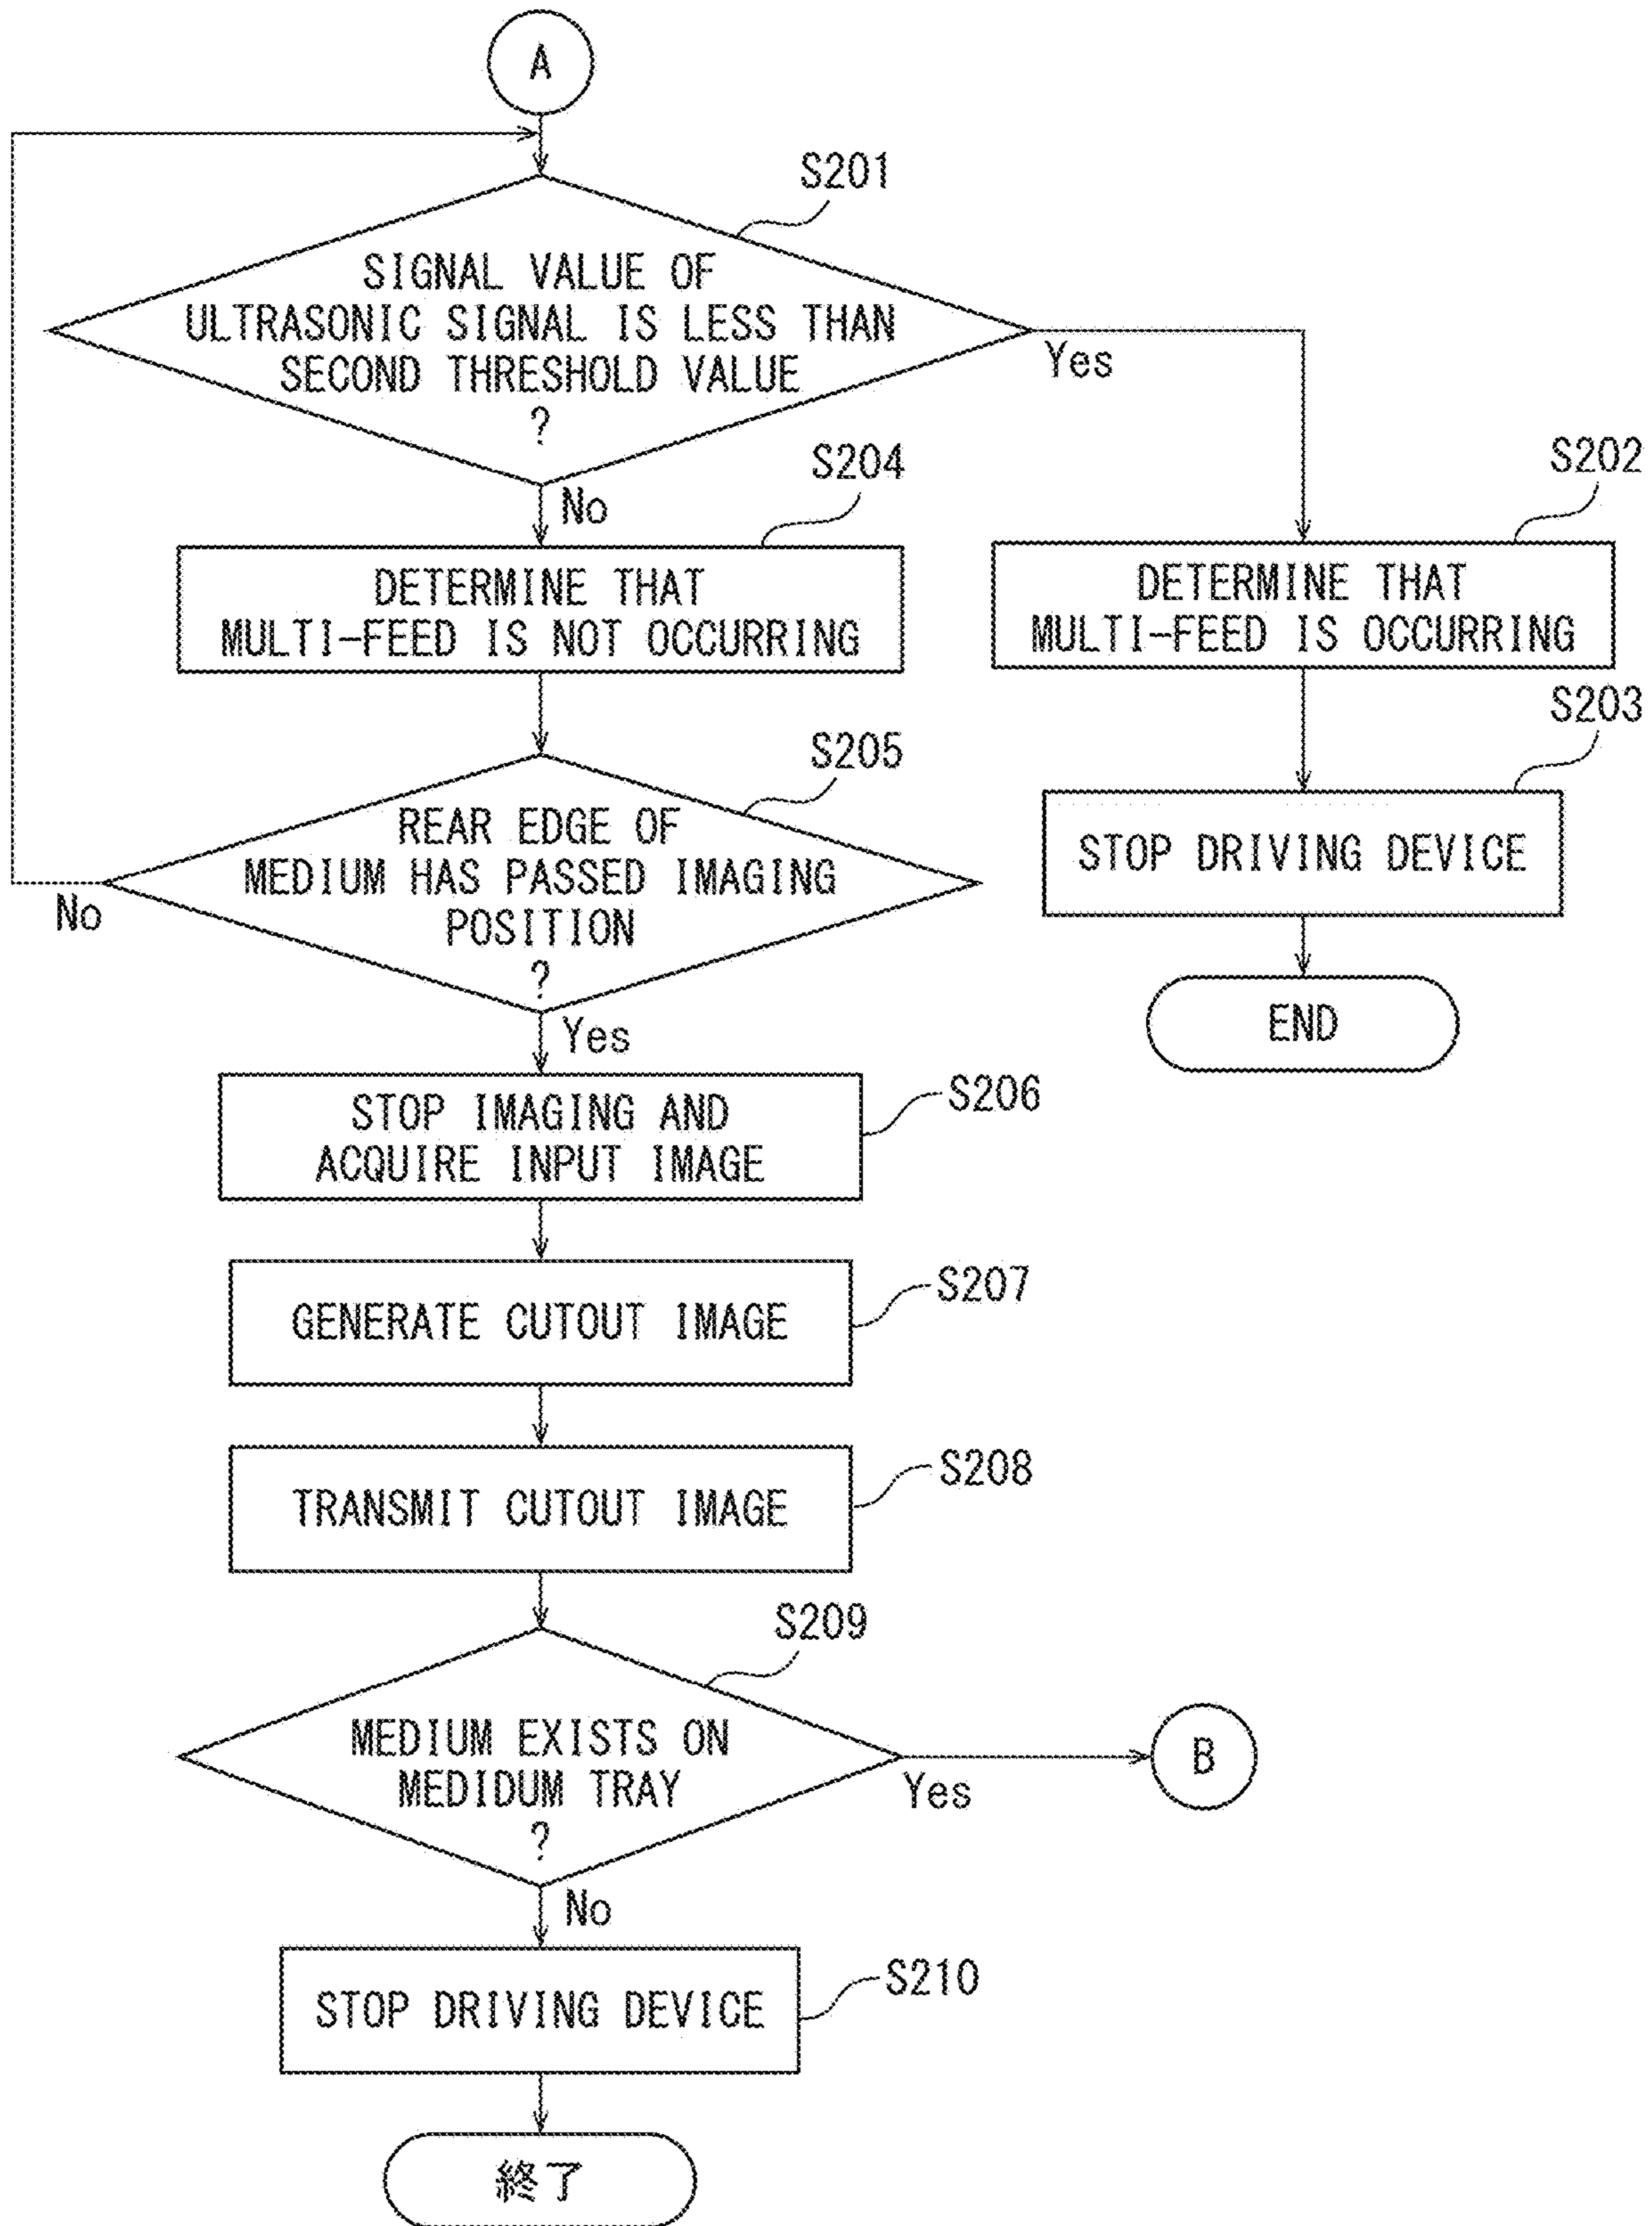 A
S201
SIGNAL VALUE OF
ULTRASONIC SIGNAL IS LESS THAN
SECOND THRESHOLD VALUE
?
Yes
No
S204
DETERMINE THAT
MULTI-FEED IS NOT OCCURRING
S202
DETERMINE THAT
MULTI-FEED IS OCCURRING
S203
STOP DRIVING DEVICE
END
S205
REAR EDGE OF
MEDIUM HAS PASSED IMAGING
POSITION
?
No
Yes
S206
STOP IMAGING AND
ACQUIRE INPUT IMAGE
S207
GENERATE CUTOUT IMAGE
S208
TRANSMIT CUTOUT IMAGE
S209
MEDIUM EXISTS ON
MEDIDUM TRAY
?
Yes
B
No
S210
STOP DRIVING DEVICE
終了